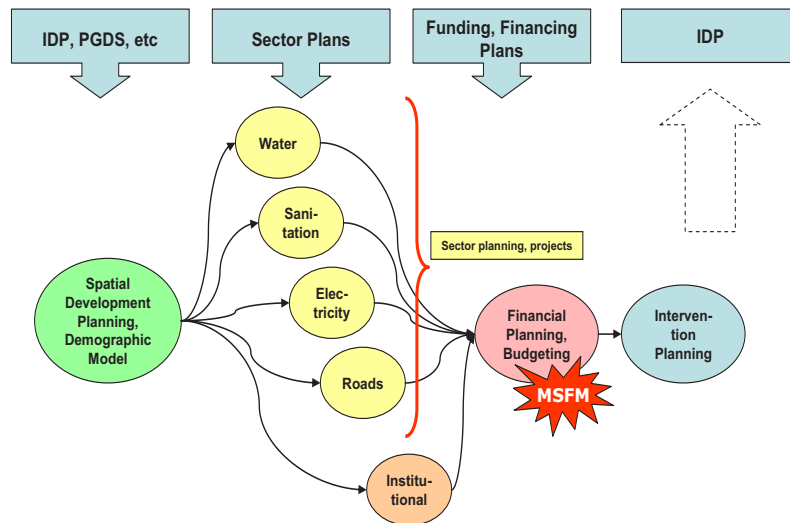 IDP, PGDS, etc
Sector Plans
Funding, Financing
Plans
IDP
Water
Sani-
tation
Sector planning, projects
Spatial
Development
Planning,
Demographic
Model
Elec-
tricity
Financial
Planning,
Budgeting
Interven-
tion
Planning
Roads
MSFM
Institu-
tional